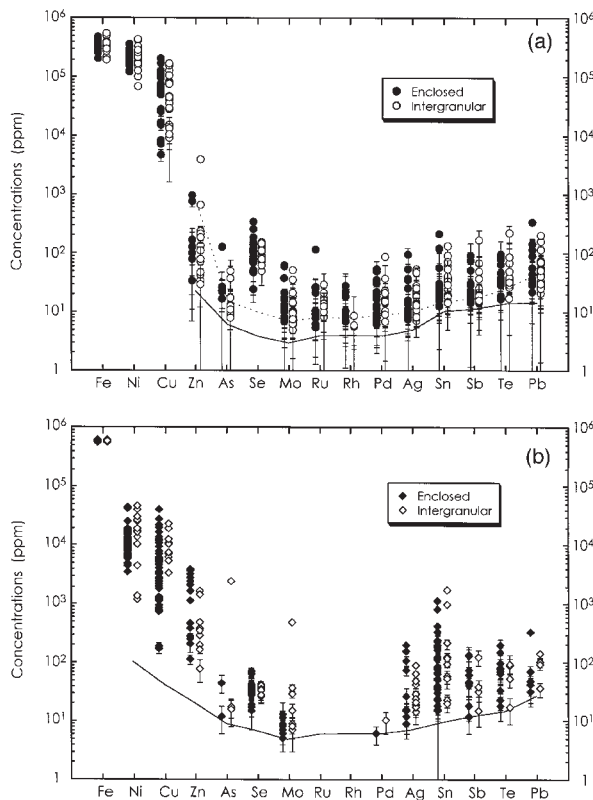 (a)
Enclosed
Intergranular
Concentrations (ppm)
10⁶ 10⁶
10⁵ 10⁵
10⁴ 10⁴
10³ 10³
10² 10²
10¹ 10¹
1 1
Fe Ni Cu Zn As Se Mo Ru Rh Pd Ag Sn Sb Te Pb
(b)
Enclosed
Intergranular
Concentrations (ppm)
10⁶ 10⁶
10⁵ 10⁵
10⁴ 10⁴
10³ 10³
10² 10²
10¹ 10¹
1 1
Fe Ni Cu Zn As Se Mo Ru Rh Pd Ag Sn Sb Te Pb